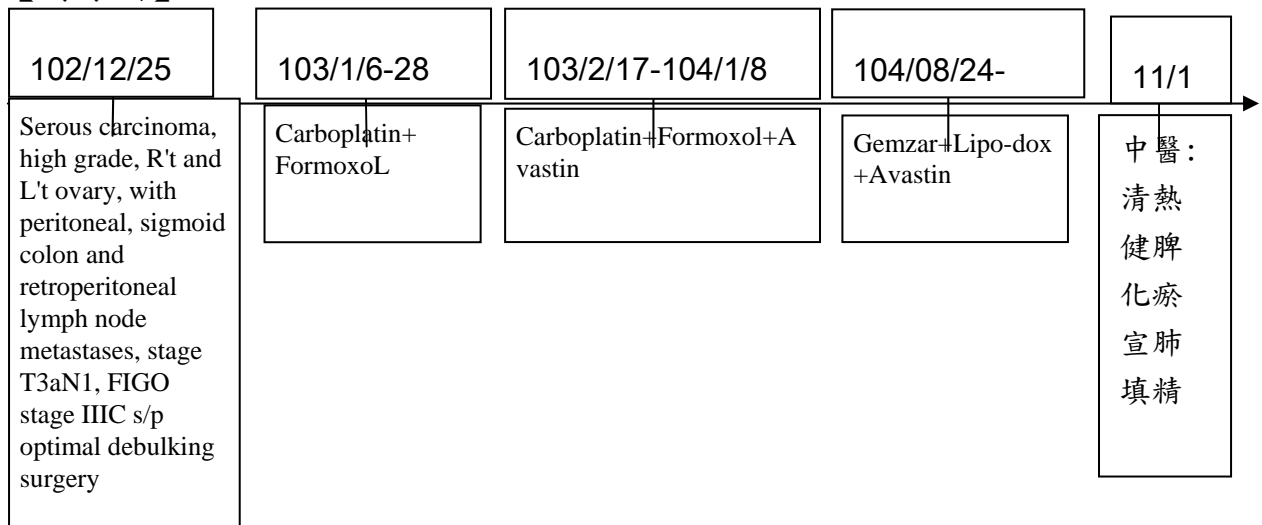 102/12/25
103/1/6-28
103/2/17-104/1/8
104/08/24-
11/1
Serous carcinoma,
high grade, R't and
L't ovary, with
peritoneal, sigmoid
colon and
retroperitoneal
lymph node
metastases, stage
T3aN1, FIGO
stage IIIC s/p
optimal debulking
surgery
Carboplatin+
FormoxoL
Carboplatin+Formoxol+A
vastin
Gemzar+Lipo-dox
+Avastin
中醫:
清熱
健脾
化瘀
宣肺
填精